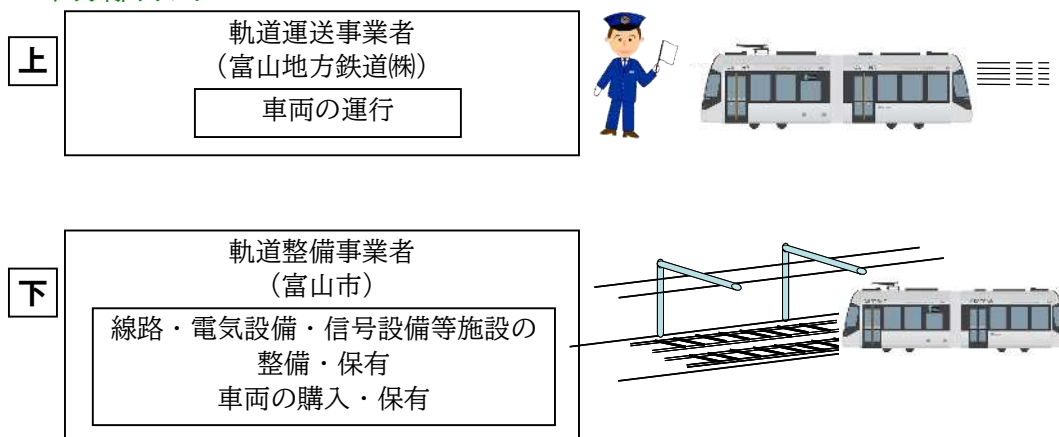 上
軌道運送事業者
（富山地方鉄道㈱）
車両の運行
下
軌道整備事業者
（富山市）
線路・電気設備・信号設備等施設の
整備・保有
車両の購入・保有